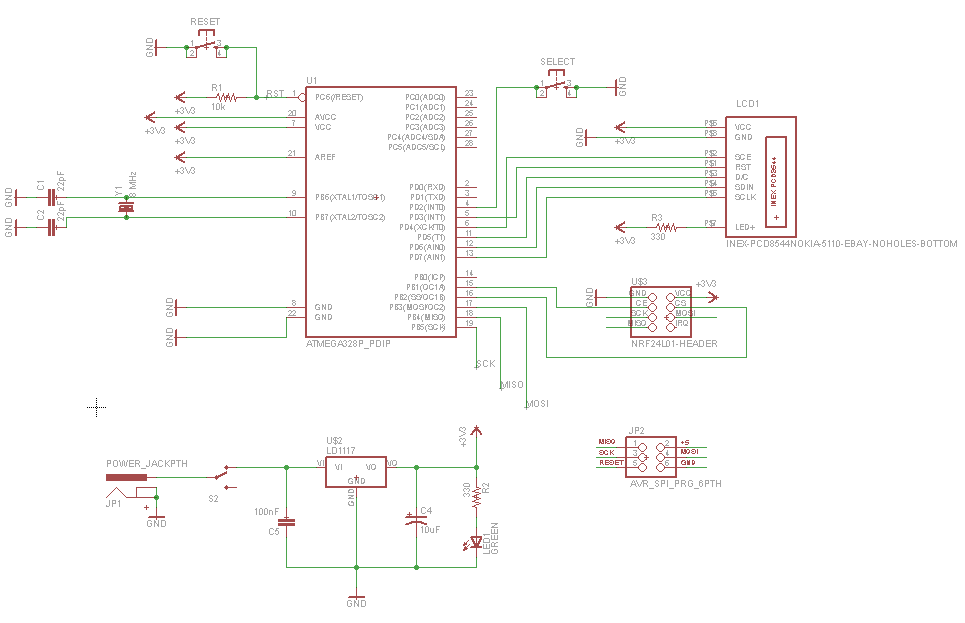 RESET
GND
1 3
2 4
R1
10k
RST
+3V3
+3V3
+3V3
+3V3
U1
1 PC6(/RESET)
20 AVCC
7 VCC
21 AREF
9 PB6(XTAL1/TOSC1)
10 PB7(XTAL2/TOSC2)
8 GND
22 GND
PC0(ADC0) 23
PC1(ADC1) 24
PC2(ADC2) 25
PC3(ADC3) 26
PC4(ADC4/SDA) 27
PC5(ADC5/SCL) 28
PD0(RXD) 2
PD1(TXD) 3
PD2(INT0) 4
PD3(INT1) 5
PD4(XCK/T0) 6
PD5(T1) 11
PD6(AIN0) 12
PD7(AIN1) 13
PB0(ICP) 14
PB1(OC1A) 15
PB2(SS/OC1B) 16
PB3(MOSI/OC2) 17
PB4(MISO) 18
PB5(SCK) 19
ATMEGA328P_PDIP
GND
C1
22pF
GND
C2
22pF
Y1
8 MHz
GND
GND
SCK
MISO
MOSI
SELECT
1 3
2 4
GND
LCD1
+3V3
GND
VCC
GND
SCE
RST
D/C
SDIN
SCLK
LED+
INEX PCD8544
+3V3
R3
330
INEX-PCD8544NOKIA-5110-EBAY-NOHOLES-BOTTOM
U$3
+3V3
GND
GND VCC
CE CS
SCK MOSI
MISO IRQ
NRF24L01-HEADER
POWER_JACKPTH
JP1
GND
S2
U$2
LD1117
VI VI VO VO
GND
GND
100nF
C5
C4
10uF
+3V3
330
R2
LED1
GREEN
GND
JP2
MISO 1 2 +5
SCK 3 4 MOSI
RESET 5 6 GND
AVR_SPI_PRG_6PTH